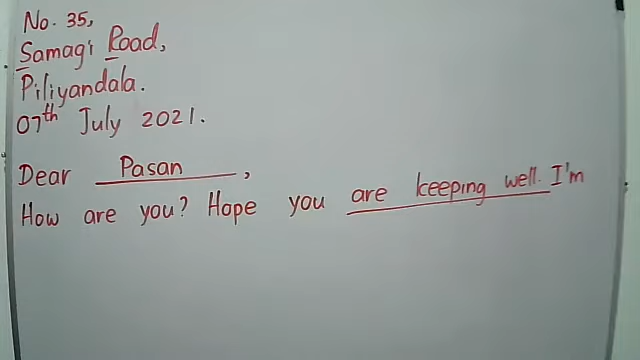 No. 35,
Samagi Road,
Piliyandala.
07th July 2021.
Dear Pasan,
How are you? Hope you are keeping well. I'm